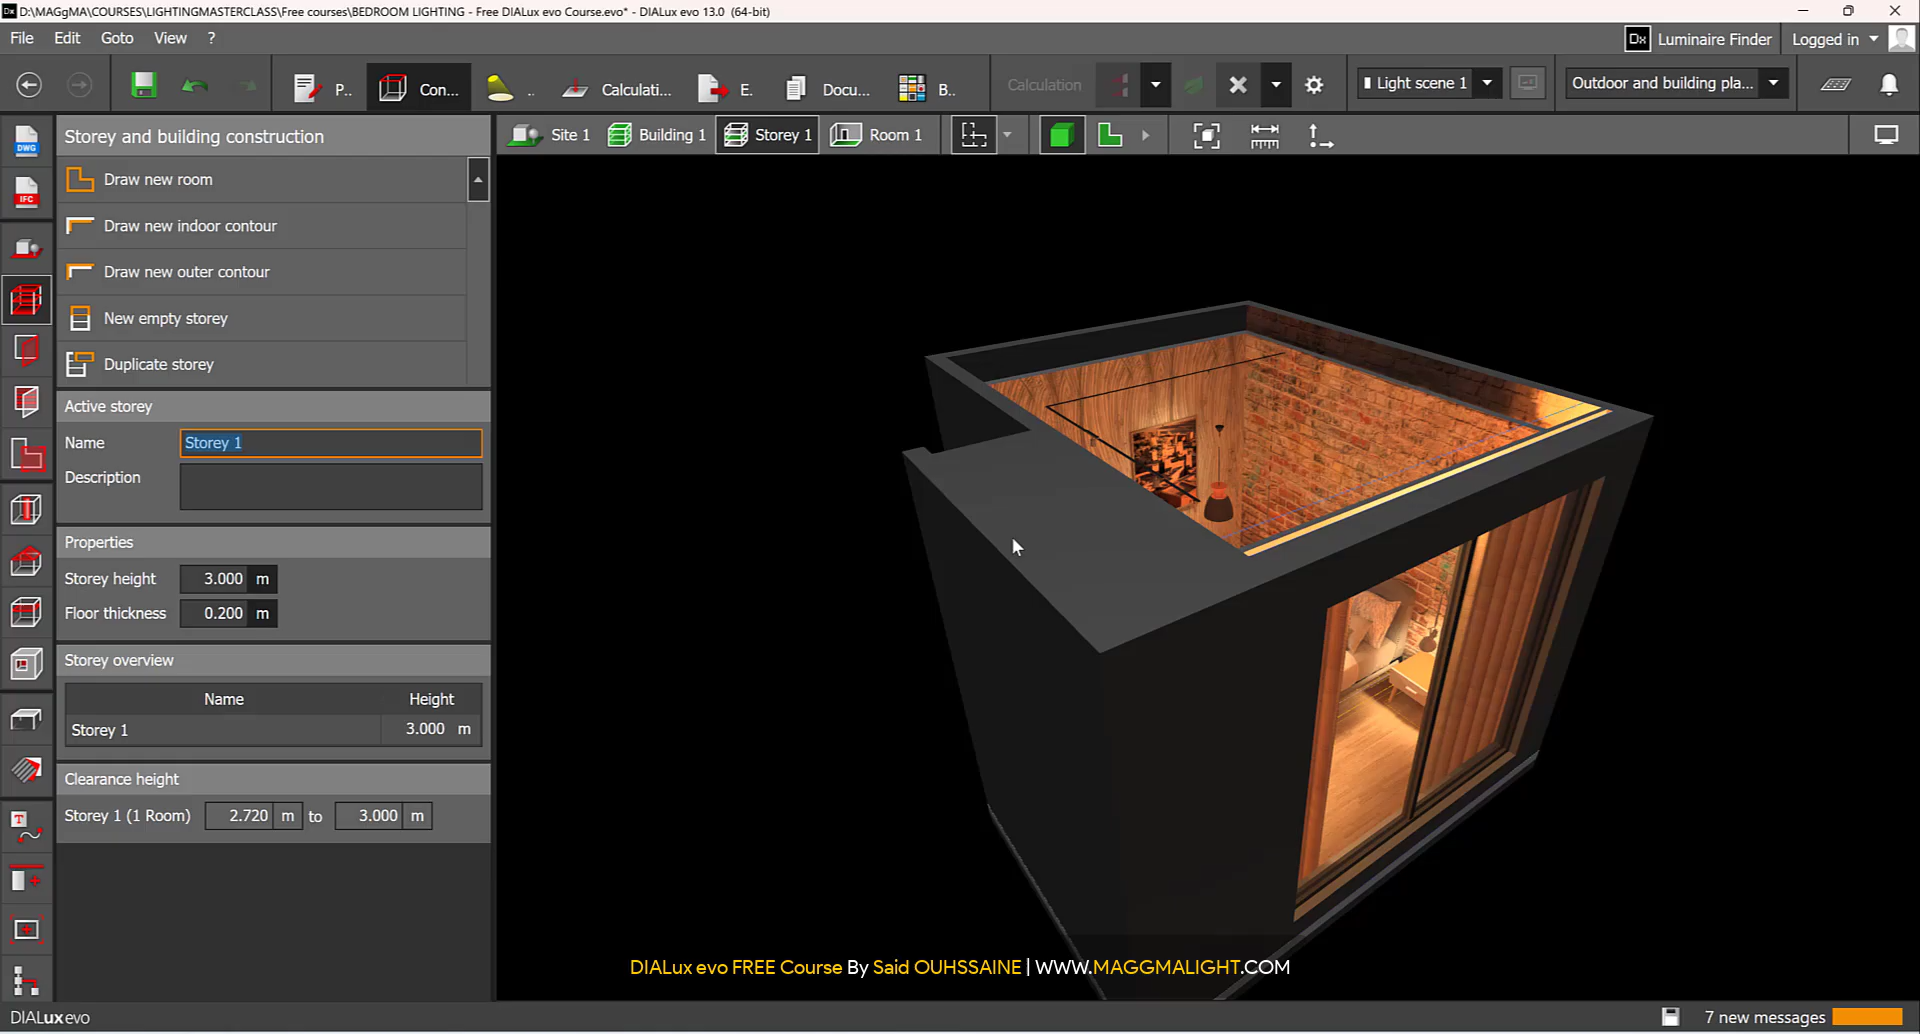 D:\MAGgMA\COURSES\LIGHTINGMASTERCLASS\Free courses\BEDROOM LIGHTING - Free DIALux evo Course.evo* - DIALux evo 13.0 (64-bit)
File Edit Goto View ?
Dx Luminaire Finder Logged in
P.. Con... .. Calculati... E. Docu... B.. Calculation Light scene 1 Outdoor and building pla...
Site 1 Building 1 Storey 1 Room 1
DWG
IFC
Storey and building construction
Draw new room
Draw new indoor contour
Draw new outer contour
New empty storey
Duplicate storey
Active storey
Name Storey 1
Description
Properties
Storey height 3.000 m
Floor thickness 0.200 m
Storey overview
Name Height
Storey 1 3.000 m
Clearance height
Storey 1 (1 Room) 2.720 m to 3.000 m
T
DIALux evo FREE Course By Said OUHSSAINE | WWW.MAGGMALIGHT.COM
DIALux evo 7 new messages